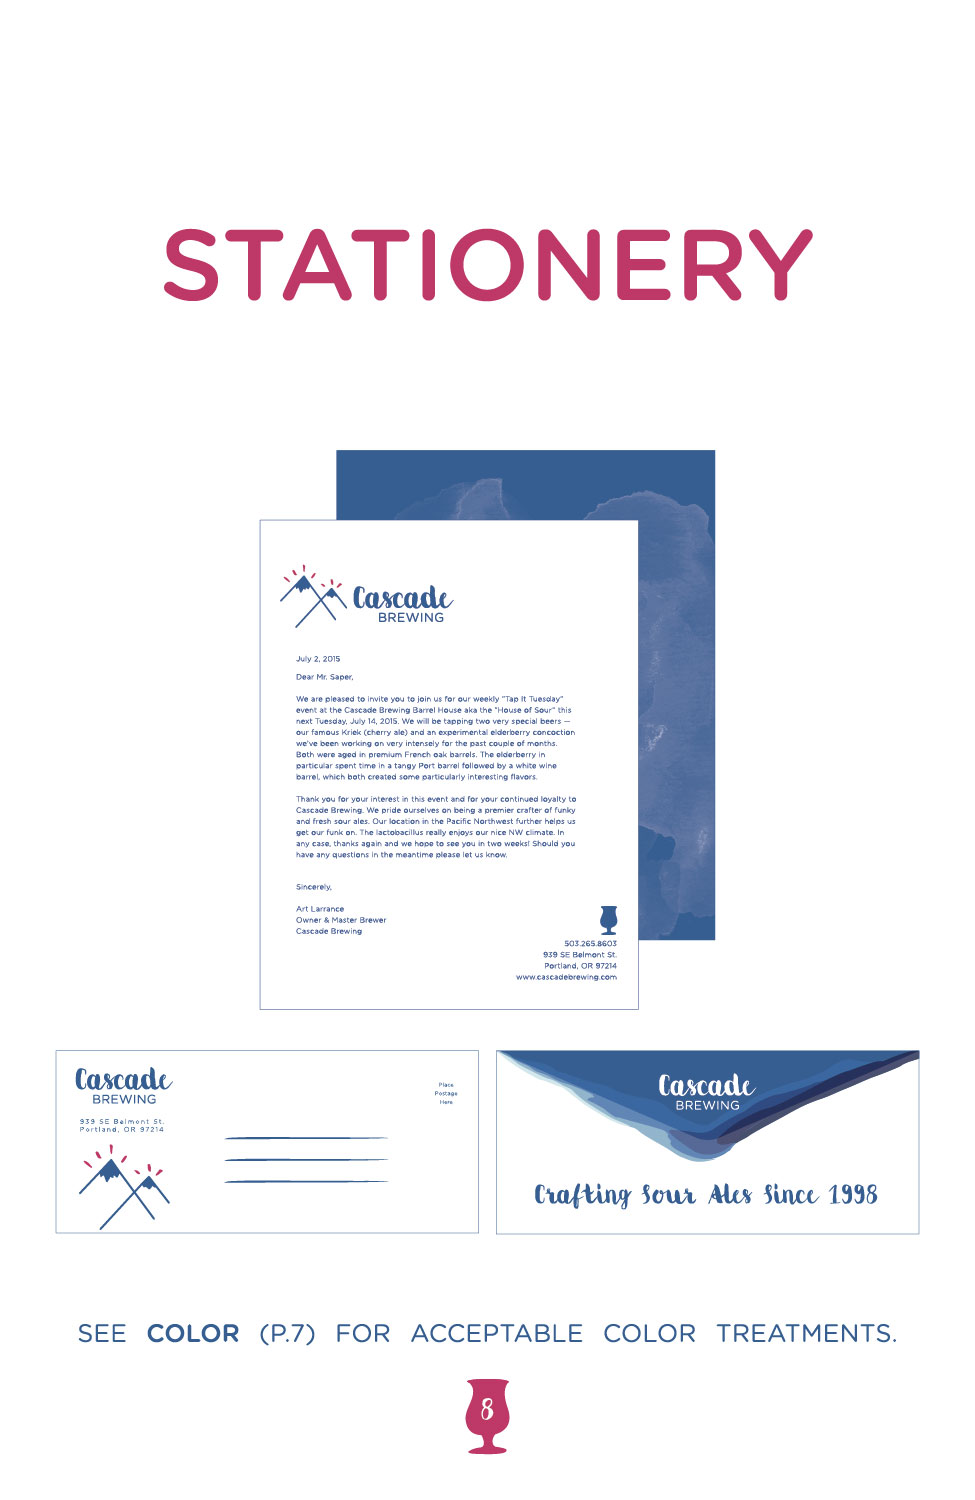 STATIONERY
Cascade
BREWING
July 2, 2015
Dear Mr. Saper,
We are pleased to invite you to join us for our weekly "Tap It Tuesday"
event at the Cascade Brewing Barrel House aka the "House of Sour" this
next Tuesday, July 14, 2015. We will be tapping two very special beers —
our famous Kriek (cherry ale) and an experimental elderberry concoction
we've been working on very intensely for the past couple of months.
Both were aged in premium French oak barrels. The elderberry in
particular spent time in a tangy Port barrel followed by a white wine
barrel, which both created some particularly interesting flavors.
Thank you for your interest in this event and for your continued loyalty to
Cascade Brewing. We pride ourselves on being a premier crafter of funky
and fresh sour ales. Our location in the Pacific Northwest further helps us
get our funk on. The lactobacillus really enjoys our nice NW climate. In
any case, thanks again and we hope to see you in two weeks! Should you
have any questions in the meantime please let us know.
Sincerely,
Art Larrance
Owner & Master Brewer
Cascade Brewing
503.265.8603
939 SE Belmont St.
Portland, OR 97214
www.cascadebrewing.com
Cascade
BREWING
939 SE Belmont St.
Portland, OR 97214
Place
Postage
Here
Cascade
BREWING
Crafting Sour Ales Since 1998
SEE COLOR (P.7) FOR ACCEPTABLE COLOR TREATMENTS.
8